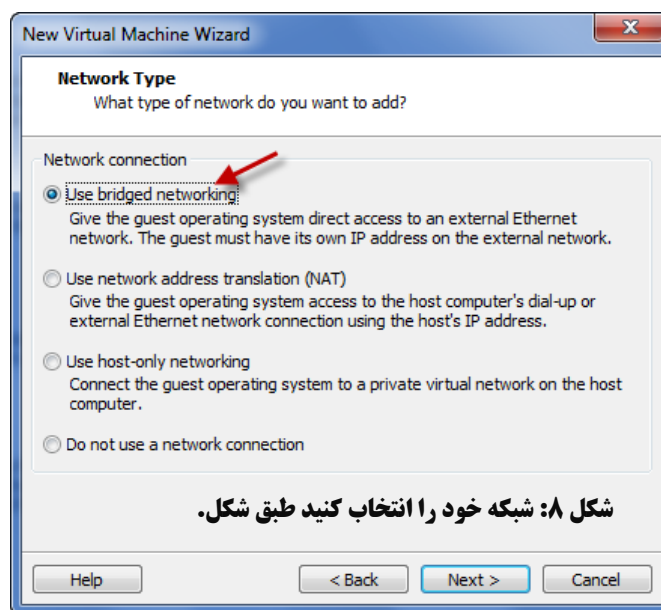 New Virtual Machine Wizard
Network Type
What type of network do you want to add?
Network connection
Use bridged networking
Give the guest operating system direct access to an external Ethernet
network. The guest must have its own IP address on the external network.
Use network address translation (NAT)
Give the guest operating system access to the host computer's dial-up or
external Ethernet network connection using the host's IP address.
Use host-only networking
Connect the guest operating system to a private virtual network on the host
computer.
Do not use a network connection
شکل ۸: شبکه خود را انتخاب کنید طبق شکل.
Help
< Back
Next >
Cancel